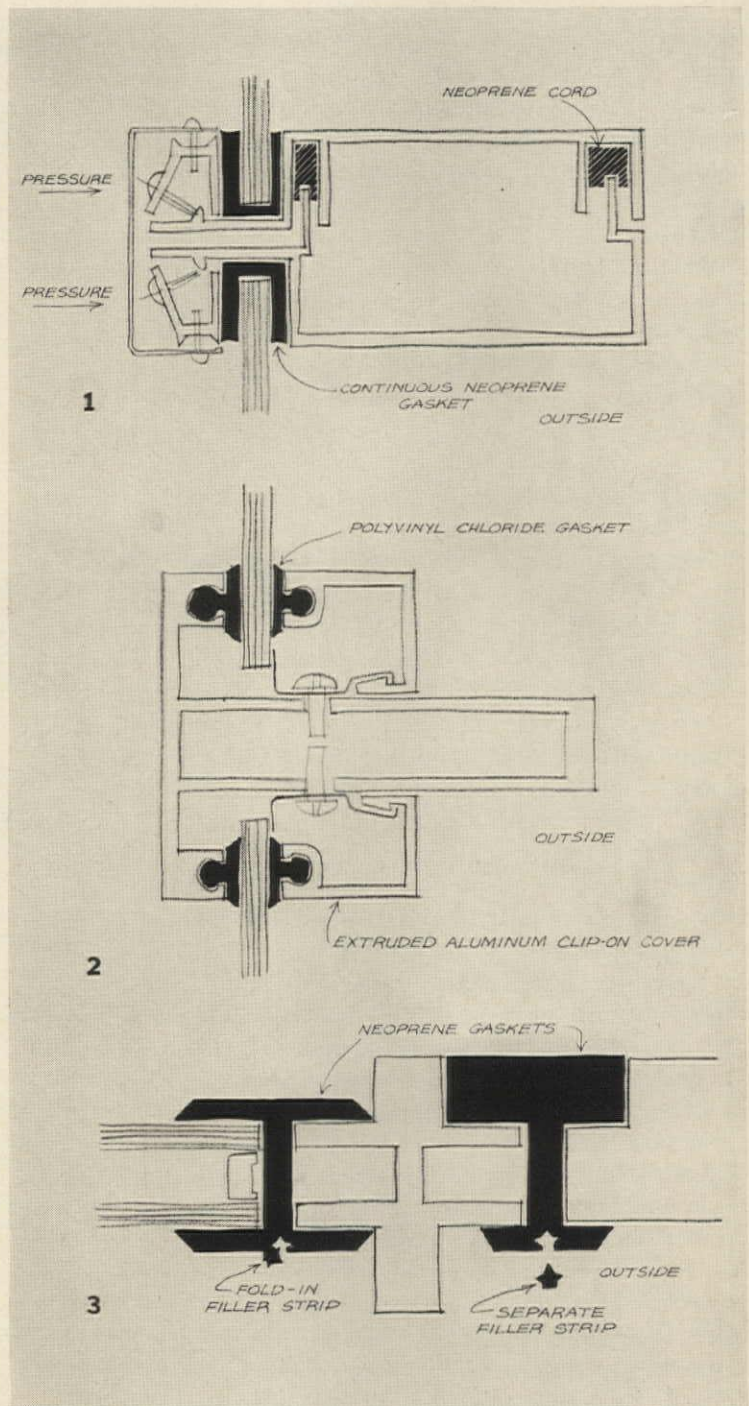 NEOPRENE CORD
PRESSURE
PRESSURE
CONTINUOUS NEOPRENE
GASKET
OUTSIDE
1
POLYVINYL CHLORIDE GASKET
OUTSIDE
EXTRUDED ALUMINUM CLIP-ON COVER
2
NEOPRENE GASKETS
OUTSIDE
FOLD-IN
FILLER STRIP
SEPARATE
FILLER STRIP
3